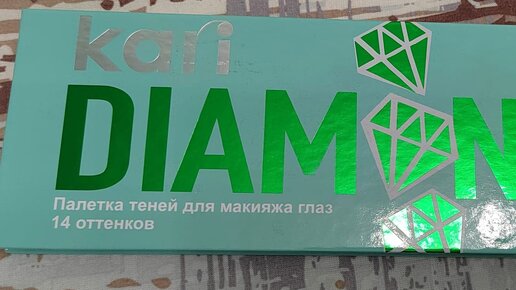 kari
DIAMON
Палетка теней для макияжа глаз
14 оттенков